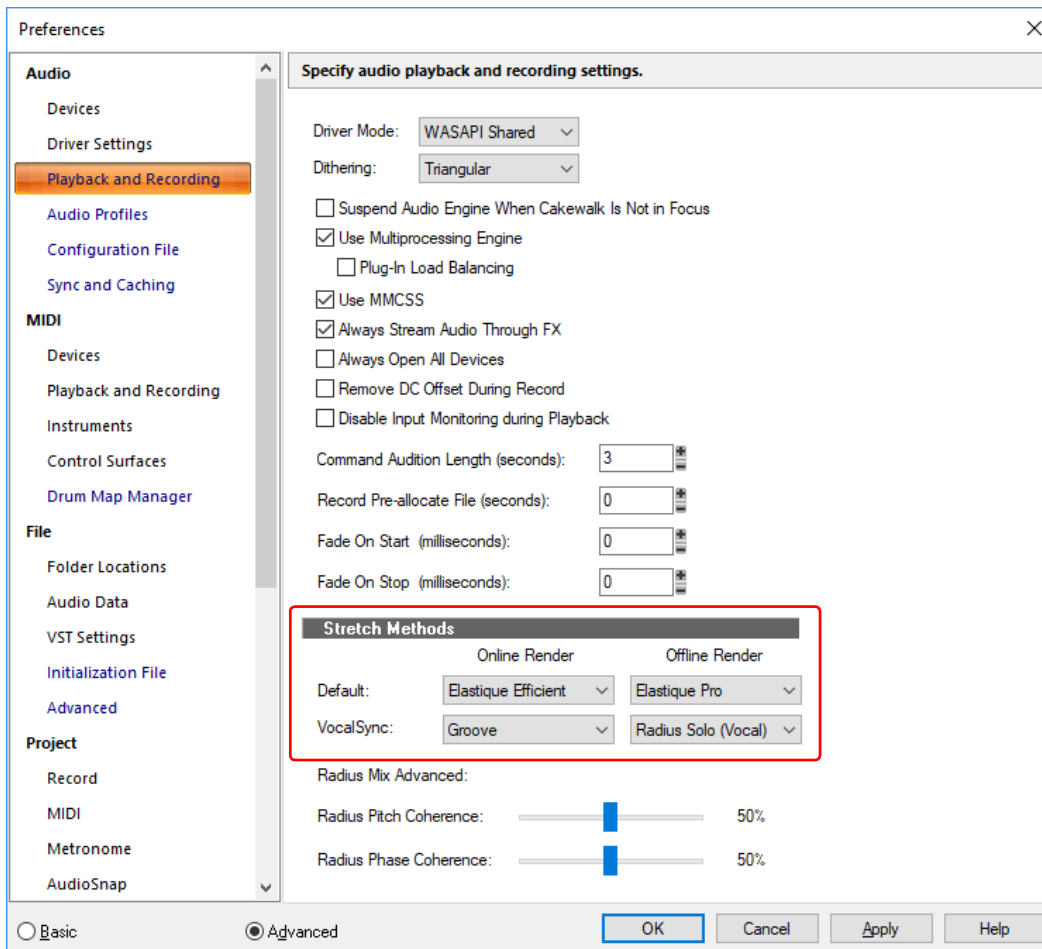 Preferences
Audio
Devices
Driver Settings
Playback and Recording
Audio Profiles
Configuration File
Sync and Caching
MIDI
Devices
Playback and Recording
Instruments
Control Surfaces
Drum Map Manager
File
Folder Locations
Audio Data
VST Settings
Initialization File
Advanced
Project
Record
MIDI
Metronome
AudioSnap
Specify audio playback and recording settings.
Driver Mode: WASAPI Shared
Dithering: Triangular
Suspend Audio Engine When Cakewalk Is Not in Focus
Use Multiprocessing Engine
Plug-In Load Balancing
Use MMCSS
Always Stream Audio Through FX
Always Open All Devices
Remove DC Offset During Record
Disable Input Monitoring during Playback
Command Audition Length (seconds): 3
Record Pre-allocate File (seconds): 0
Fade On Start (milliseconds): 0
Fade On Stop (milliseconds): 0
Stretch Methods
Online Render Offline Render
Default: Elastique Efficient Elastique Pro
VocalSync: Groove Radius Solo (Vocal)
Radius Mix Advanced:
Radius Pitch Coherence: 50%
Radius Phase Coherence: 50%
Basic Advanced OK Cancel Apply Help